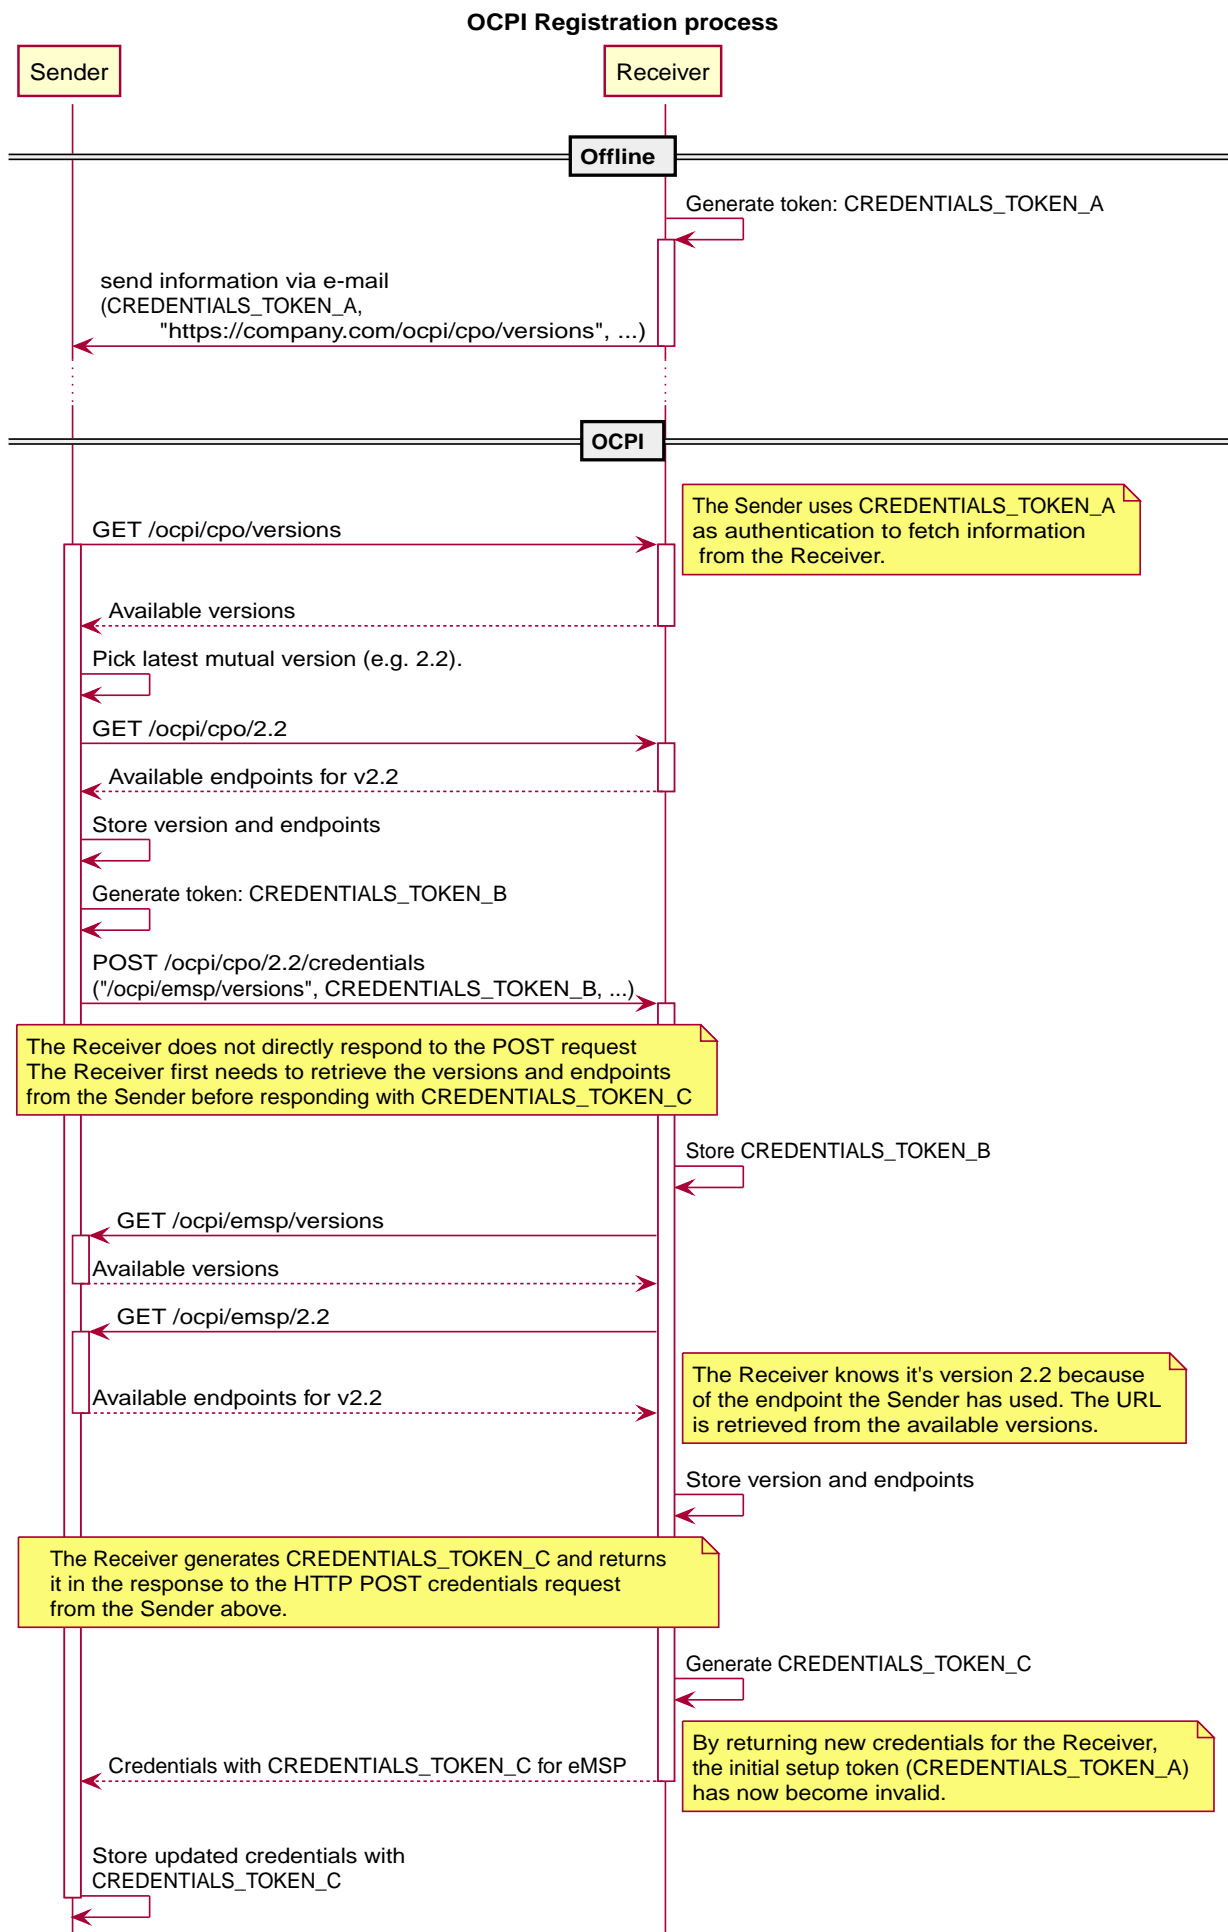 OCPI Registration process
Sender
Receiver
Offline
Generate token: CREDENTIALS_TOKEN_A
send information via e-mail
(CREDENTIALS_TOKEN_A,
"https://company.com/ocpi/cpo/versions", ...)
OCPI
The Sender uses CREDENTIALS_TOKEN_A
as authentication to fetch information
from the Receiver.
GET /ocpi/cpo/versions
Available versions
Pick latest mutual version (e.g. 2.2).
GET /ocpi/cpo/2.2
Available endpoints for v2.2
Store version and endpoints
Generate token: CREDENTIALS_TOKEN_B
POST /ocpi/cpo/2.2/credentials
("/ocpi/emsp/versions", CREDENTIALS_TOKEN_B, ...)
The Receiver does not directly respond to the POST request
The Receiver first needs to retrieve the versions and endpoints
from the Sender before responding with CREDENTIALS_TOKEN_C
Store CREDENTIALS_TOKEN_B
GET /ocpi/emsp/versions
Available versions
GET /ocpi/emsp/2.2
The Receiver knows it's version 2.2 because
of the endpoint the Sender has used. The URL
is retrieved from the available versions.
Available endpoints for v2.2
Store version and endpoints
The Receiver generates CREDENTIALS_TOKEN_C and returns
it in the response to the HTTP POST credentials request
from the Sender above.
Generate CREDENTIALS_TOKEN_C
By returning new credentials for the Receiver,
the initial setup token (CREDENTIALS_TOKEN_A)
has now become invalid.
Credentials with CREDENTIALS_TOKEN_C for eMSP
Store updated credentials with
CREDENTIALS_TOKEN_C